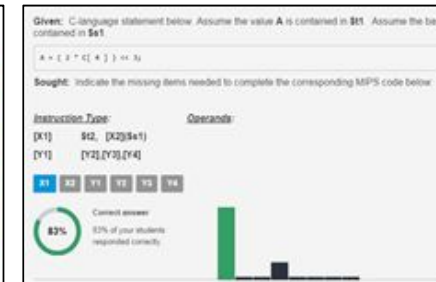 Given: C-language statement below. Assume the value A is contained in $t1. Assume the ba
contained in $s1
A = ( 2 * C[ 4 ] ) << 3;
Sought: Indicate the missing items needed to complete the corresponding MIPS code below:
Instruction Type: Operands:
[X1] $t2, [X2]($s1)
[Y1] [Y2],[Y3],[Y4]
X1 X2 Y1 Y2 Y3 Y4
83%
Correct answer
83% of your students
responded correctly.